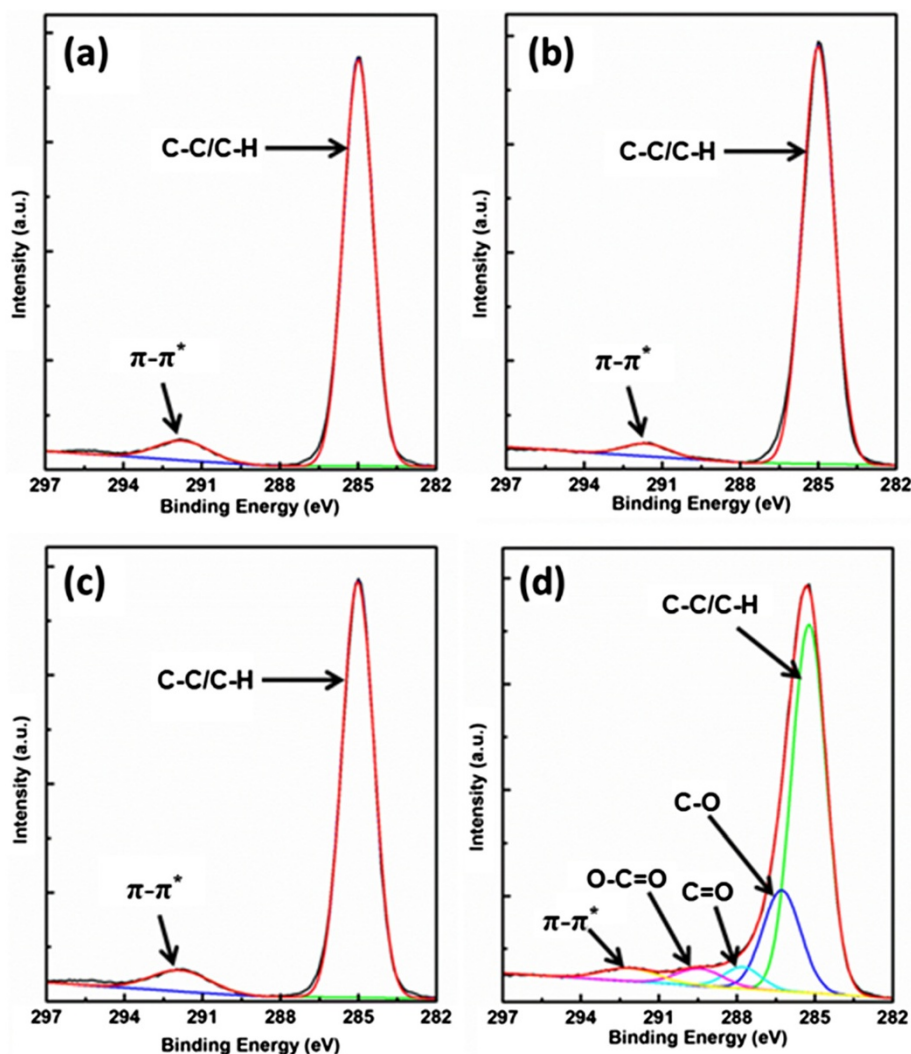 (a)
C-C/C-H
π-π*
Intensity (a.u.)
297 294 291 288 285 282
Binding Energy (eV)
(b)
C-C/C-H
π-π*
Intensity (a.u.)
297 294 291 288 285 282
Binding Energy (eV)
(c)
C-C/C-H
π-π*
Intensity (a.u.)
297 294 291 288 285 282
Binding Energy (eV)
(d)
C-C/C-H
C-O
O-C=O
C=O
π-π*
Intensity (a.u.)
297 294 291 288 285 282
Binding Energy (eV)